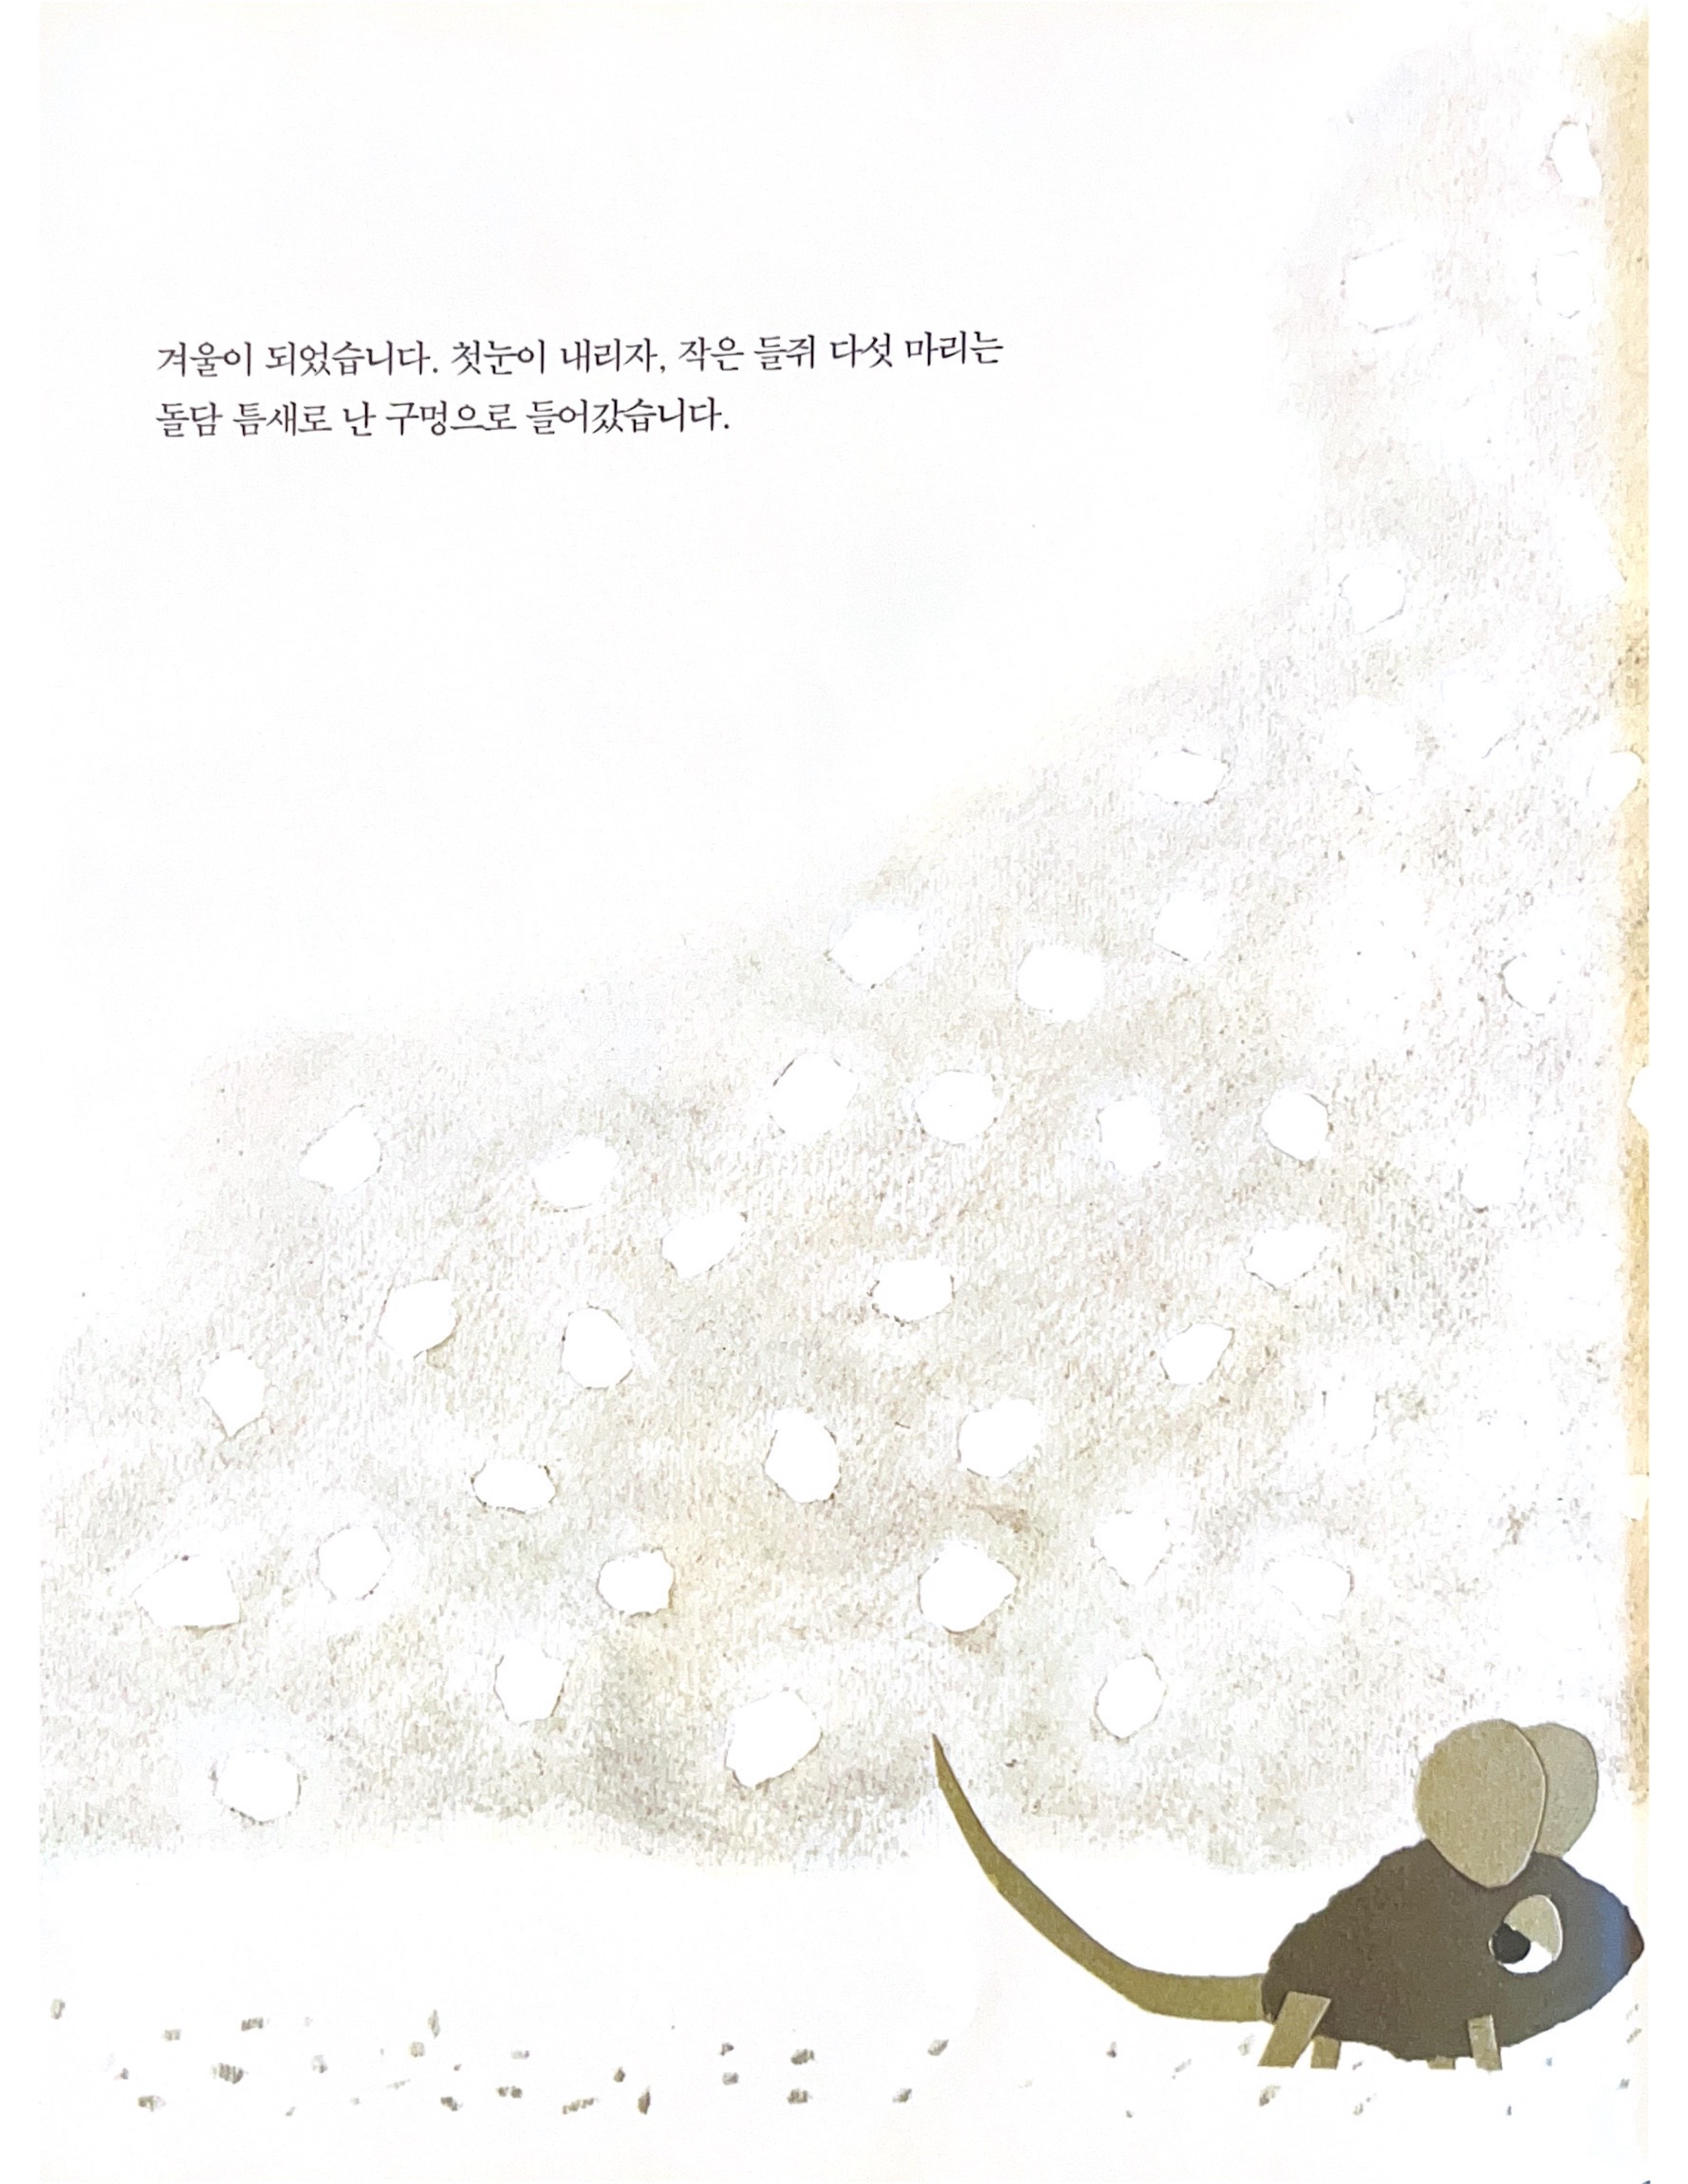 겨울이 되었습니다. 첫눈이 내리자, 작은 들쥐 다섯 마리는
돌담 틈새로 난 구멍으로 들어갔습니다.